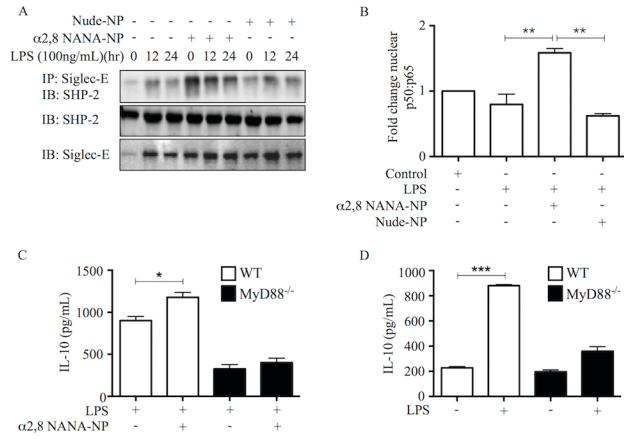 A
Nude-NP - - - - - - + + +
α2,8 NANA-NP - - - + + + - - -
LPS (100ng/mL)(hr) 0 12 24 0 12 24 0 12 24
IP: Siglec-E
IB: SHP-2
IB: SHP-2
IB: Siglec-E
B
Fold change nuclear
p50:p65
2
1
0
** **
Control + - - -
LPS - + + +
α2,8 NANA-NP - - + -
Nude-NP - - - +
C
IL-10 (pg/mL)
1500
1000
500
0
*
WT
MyD88-/-
LPS + + + +
α2,8 NANA-NP - + - +
D
IL-10 (pg/mL)
1000
800
600
400
200
0
***
WT
MyD88-/-
LPS - + - +